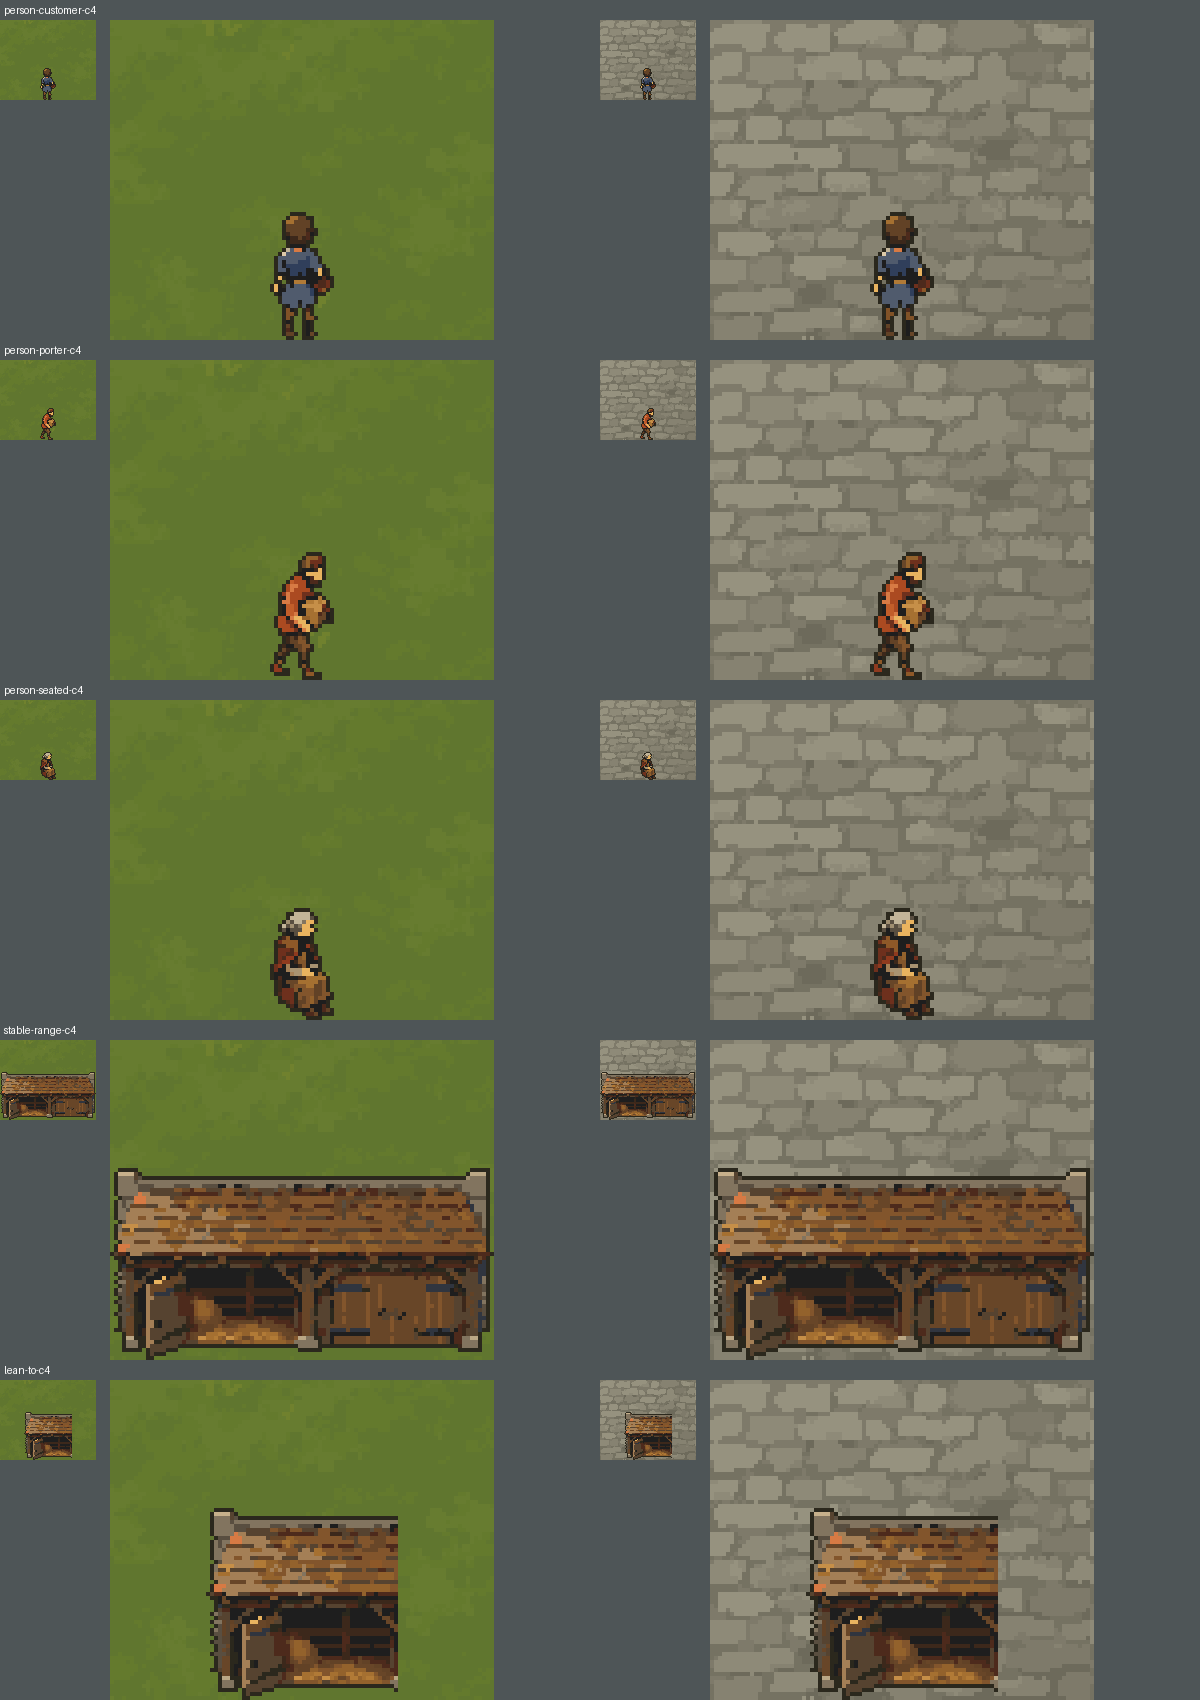 person-customer-c4
person-porter-c4
person-seated-c4
stable-range-c4
lean-to-c4